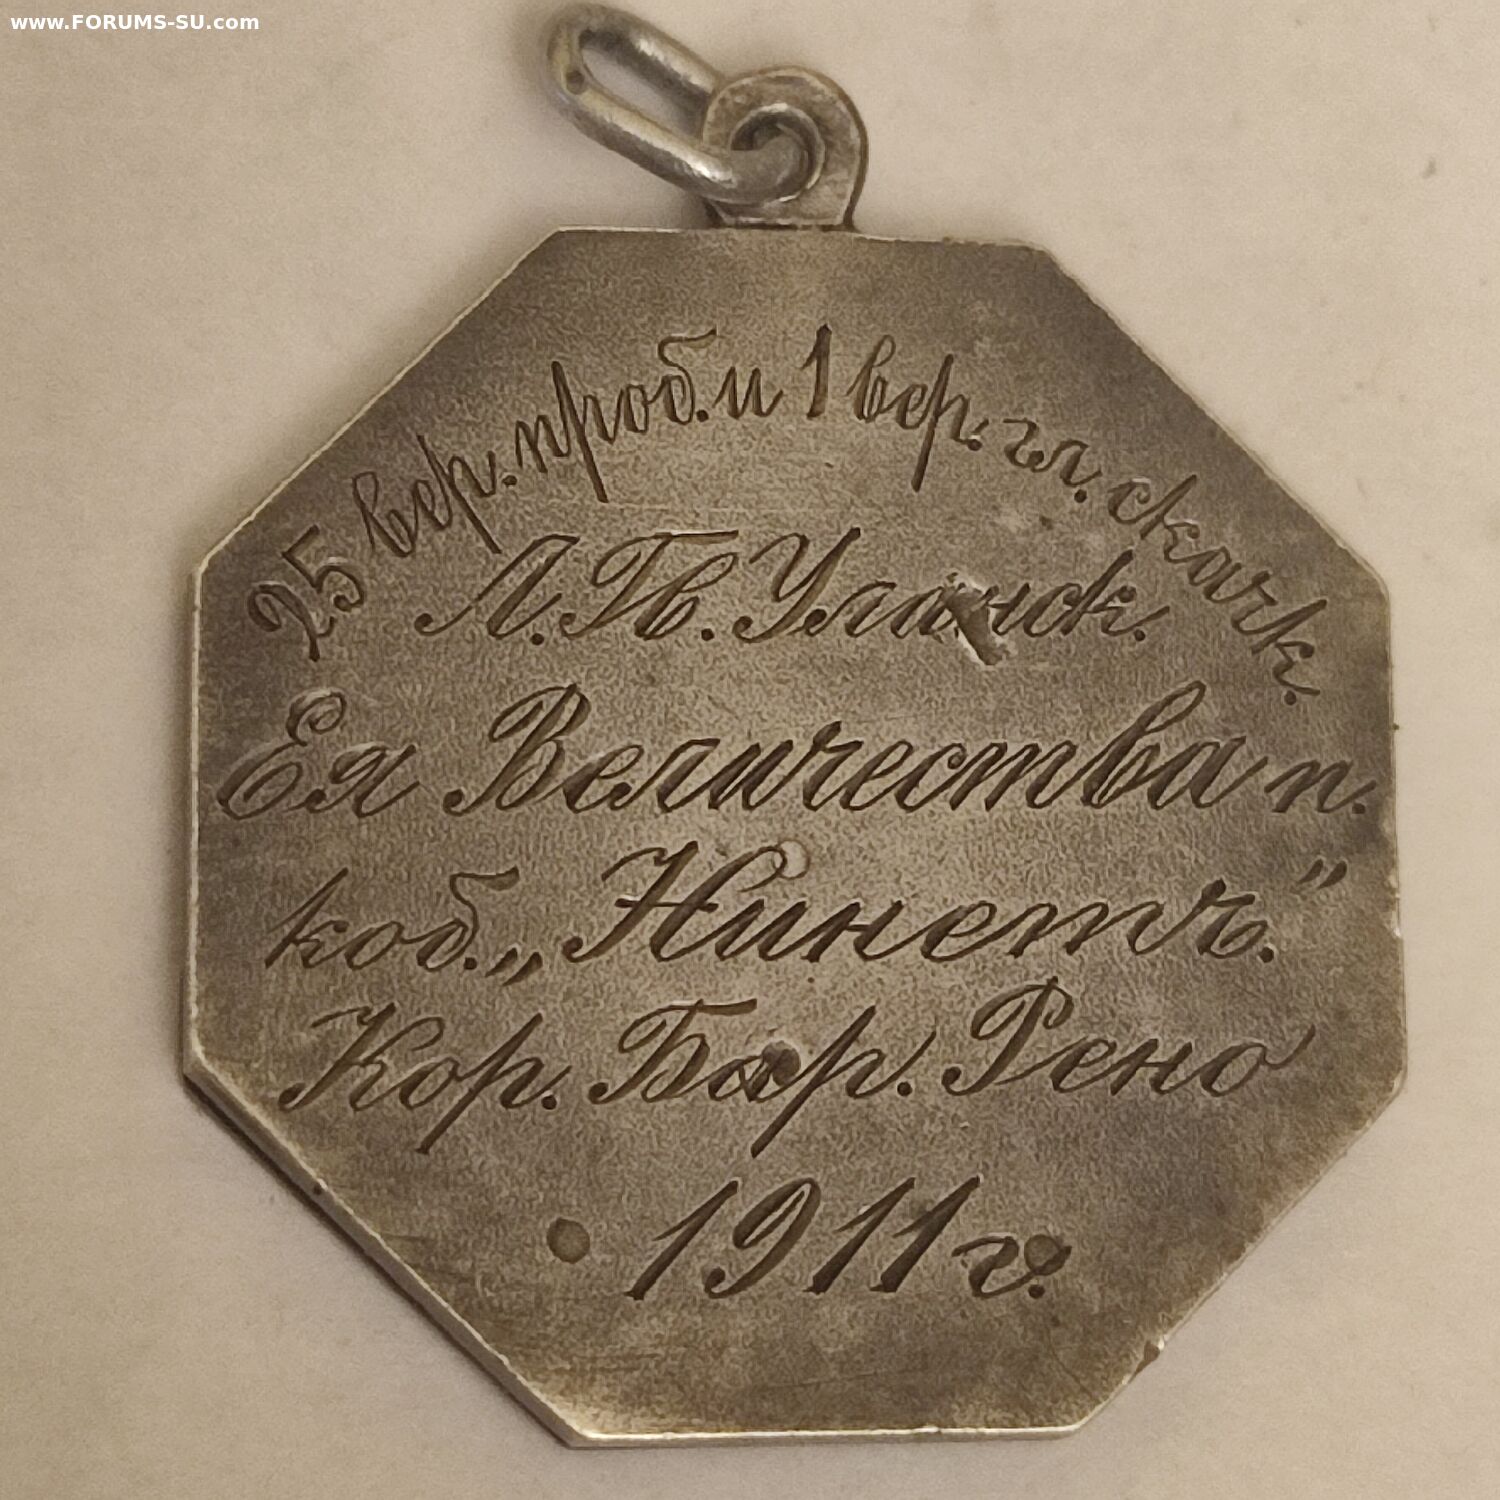 www.FORUMS-SU.com
25 вер. проб. и 1 вер. гл. скачк.
Л. Гв. Уланск.
Ея Величества п.
коб. „Нинетъ.”
Кор. Бар. Рено
1911 г.